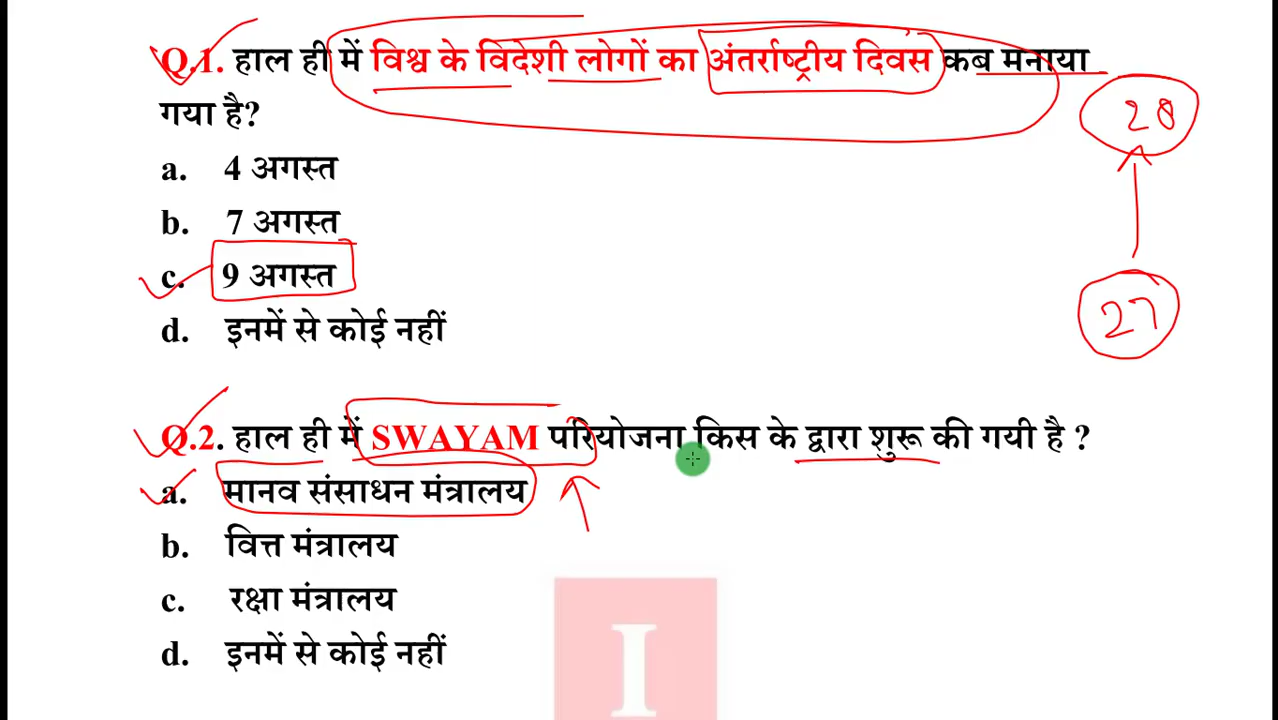 Q.1. हाल ही में विश्व के विदेशी लोगों का अंतर्राष्ट्रीय दिवस कब मनाया
गया है?
28
a. 4 अगस्त
b. 7 अगस्त
c. 9 अगस्त
27
d. इनमें से कोई नहीं
Q.2. हाल ही में SWAYAM परियोजना किस के द्वारा शुरू की गयी है ?
a. मानव संसाधन मंत्रालय
b. वित्त मंत्रालय
c. रक्षा मंत्रालय
d. इनमें से कोई नहीं
I